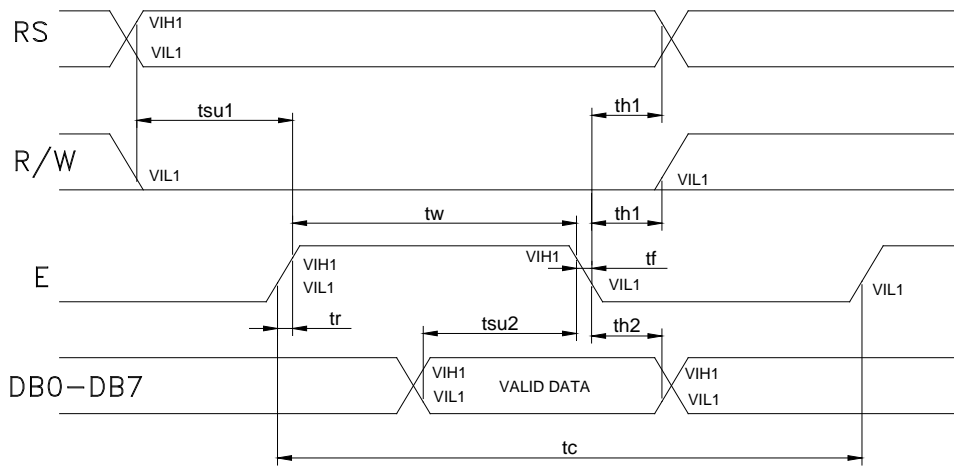 RS
VIH1
VIL1
tsu1
th1
R/W
VIL1
VIL1
tw
th1
E
VIH1
VIL1
VIH1
tf
VIL1
VIL1
tr
tsu2
th2
DB0-DB7
VIH1
VIL1
VALID DATA
VIH1
VIL1
tc